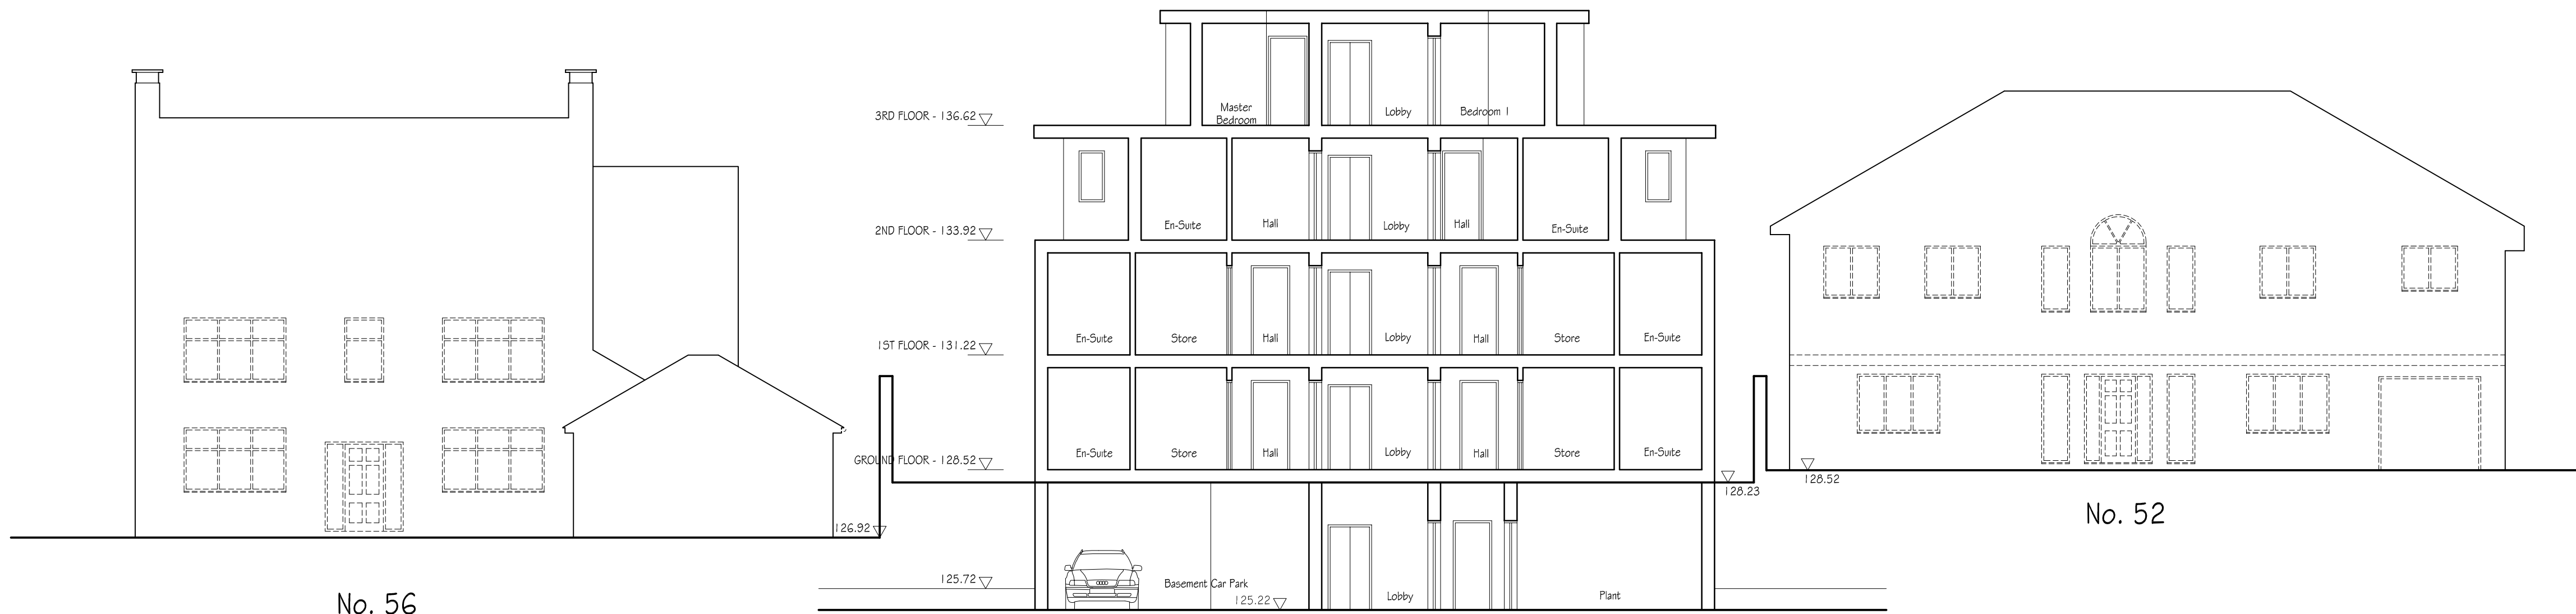 Master
Bedroom
Lobby
Bedroom 1
3RD FLOOR - 136.62
En-Suite
Hall
Lobby
Hall
En-Suite
2ND FLOOR - 133.92
En-Suite
Store
Hall
Lobby
Hall
Store
En-Suite
1ST FLOOR - 131.22
En-Suite
Store
Hall
Lobby
Hall
Store
En-Suite
GROUND FLOOR - 128.52
128.23
128.52
126.92
No. 52
125.72
Basement Car Park
125.22
Lobby
Plant
No. 56